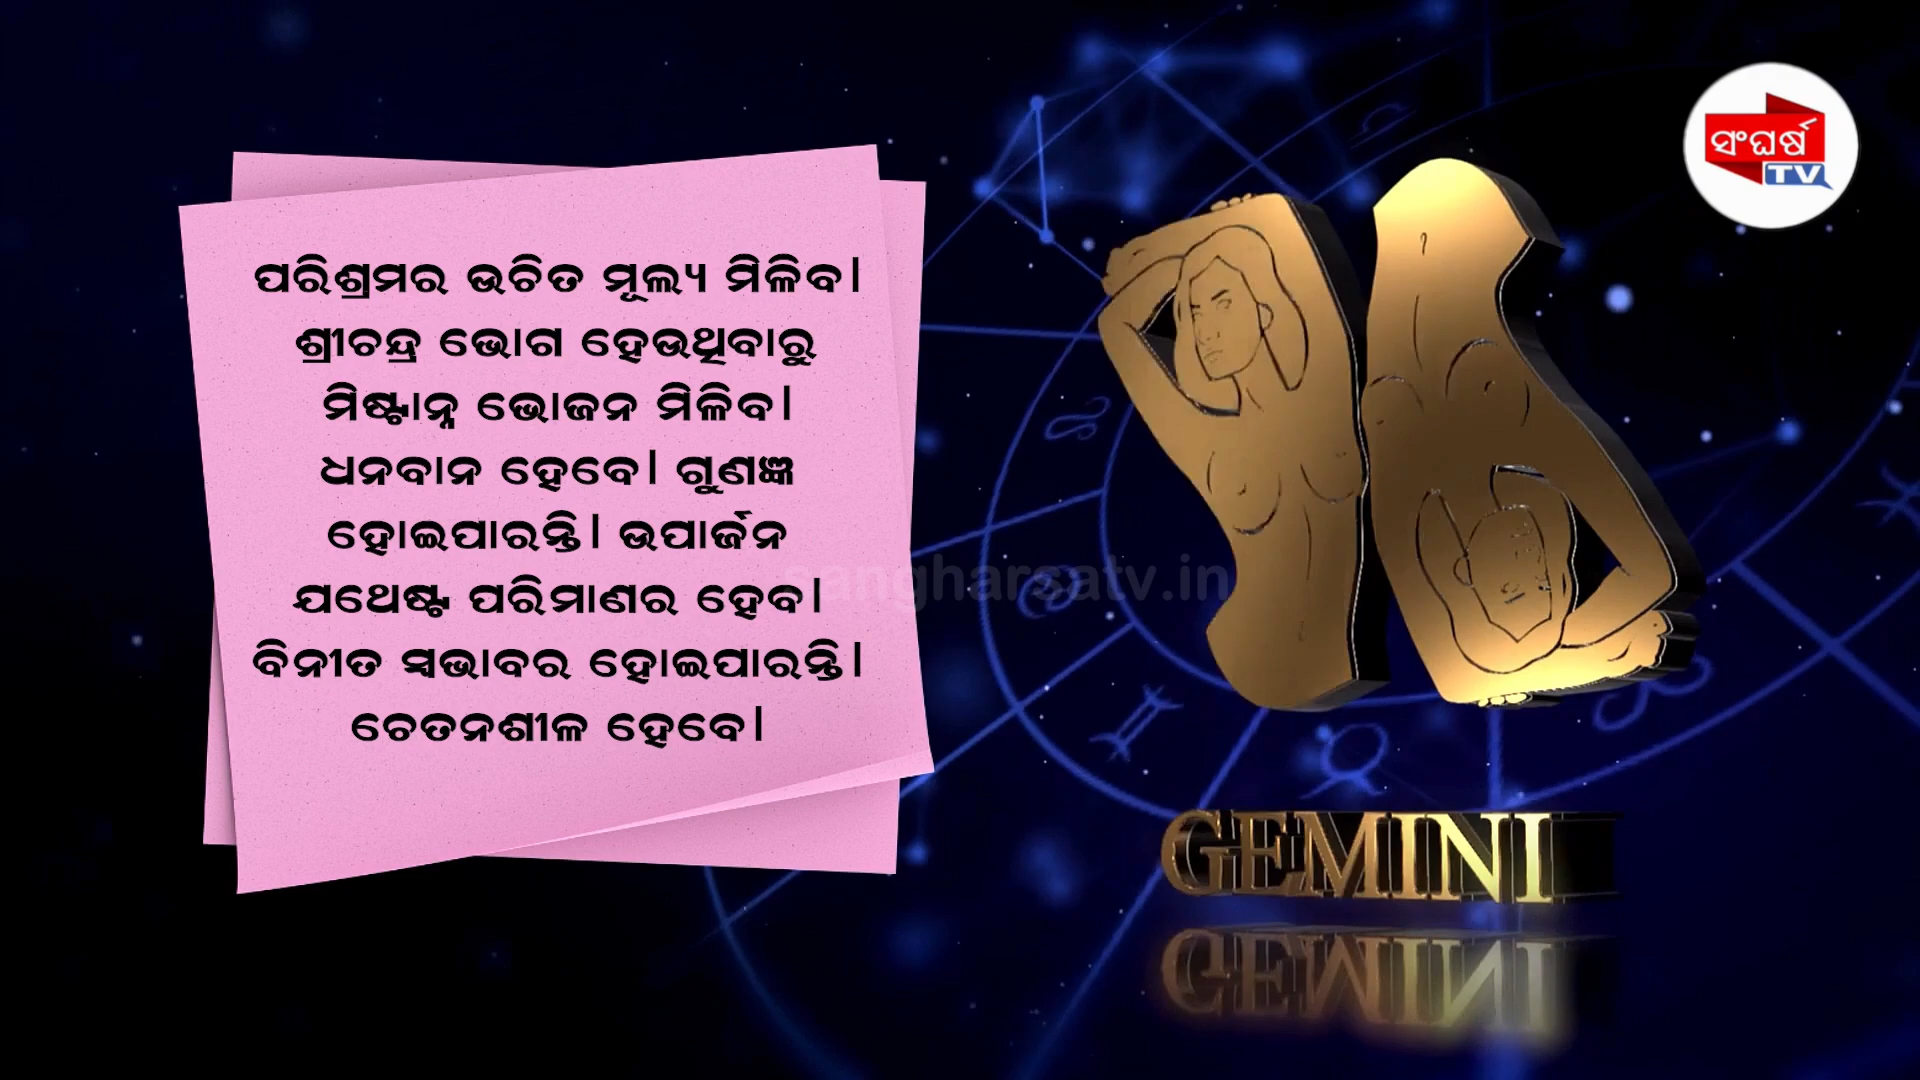 ପରିଶ୍ରମର ଉଚିତ ମୂଲ୍ୟ ମିଳିବ।
ଶ୍ରୀଚନ୍ଦ୍ର ଭୋଗ ହେଉଥିବାରୁ
ମିଷ୍ଟାନ୍ନ ଭୋଜନ ମିଳିବ।
ଧନବାନ ହେବେ। ଗୁଣଜ୍ଞ
ହୋଇପାରନ୍ତି। ଉପାର୍ଜନ
ଯଥେଷ୍ଟ ପରିମାଣର ହେବ।
ବିନୀତ ସ୍ଵଭାବର ହୋଇପାରନ୍ତି।
ଚେତନଶୀଳ ହେବେ।
ସଂଘର୍ଷ
TV
sangharsatv.in
GEMINI